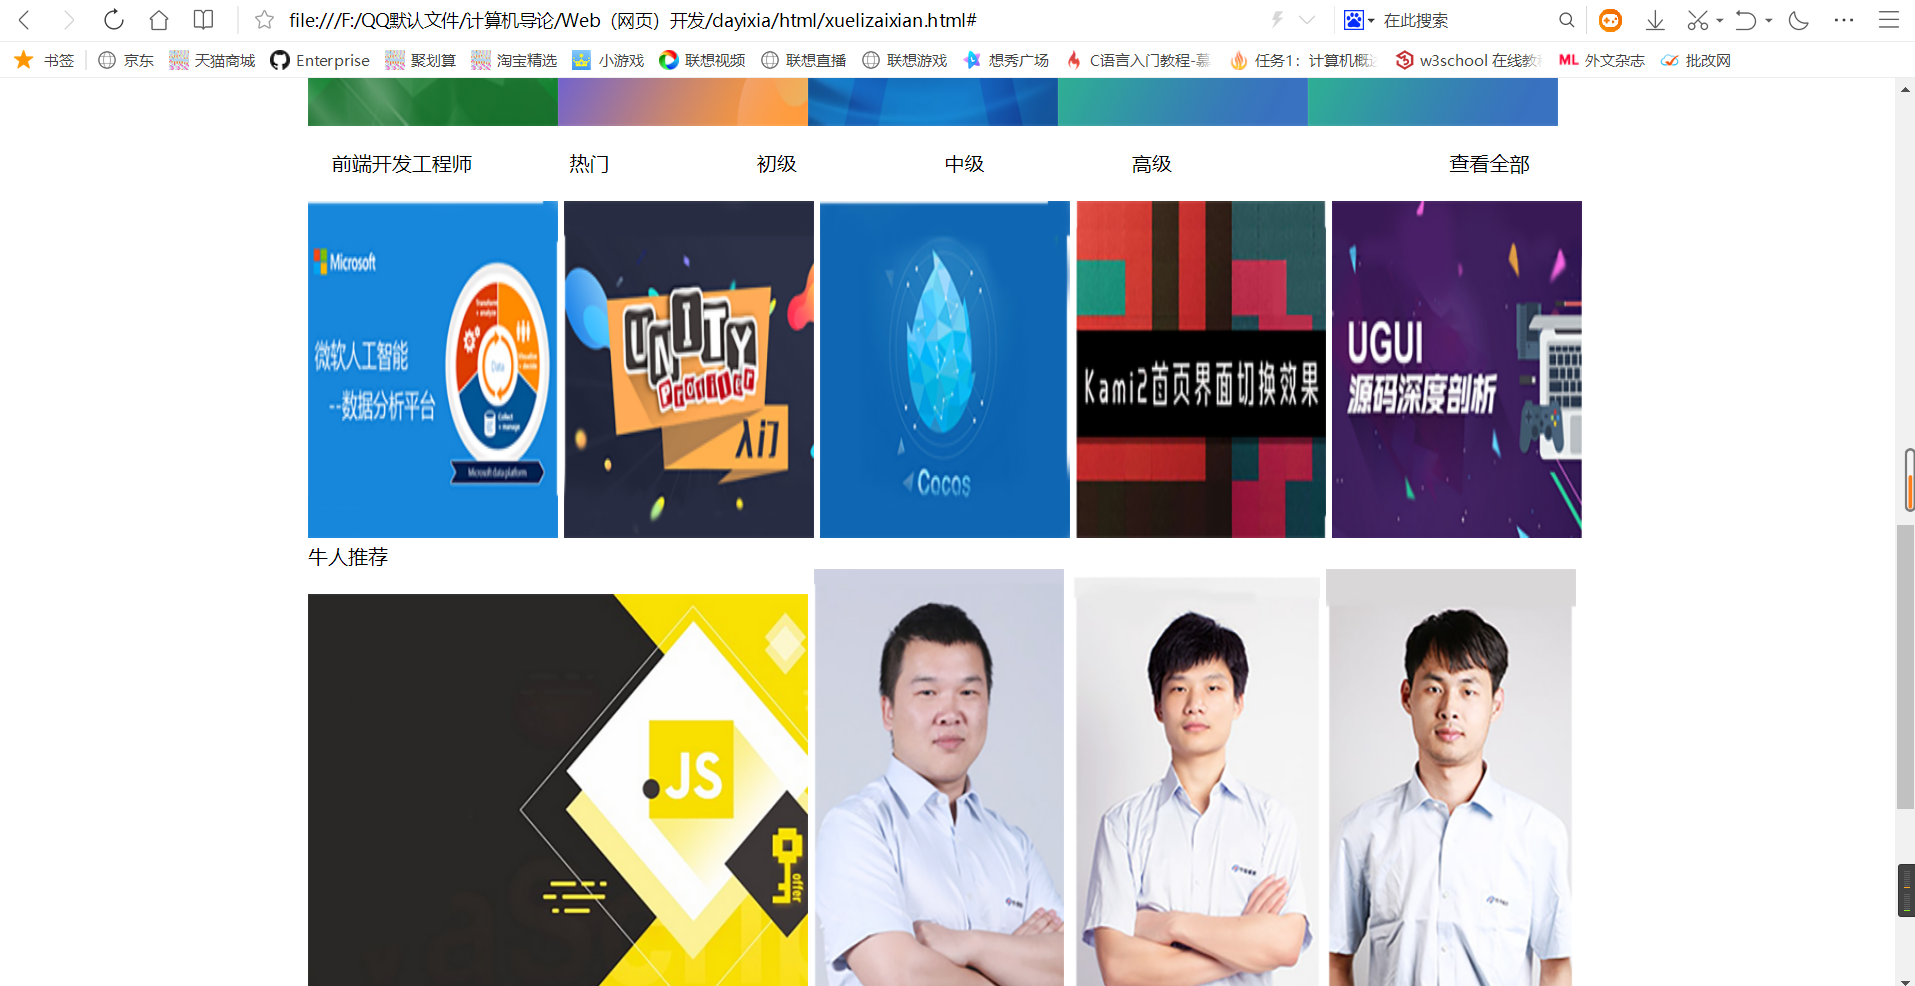 file:///F:/QQ默认文件/计算机导论/Web（网页）开发/dayixia/html/xuelizaixian.html#
在此搜索
书签 京东 天猫商城 Enterprise 聚划算 淘宝精选 小游戏 联想视频 联想直播 联想游戏 想秀广场 C语言入门教程-慕 任务1：计算机概 w3school 在线教 ML 外文杂志 批改网
前端开发工程师 热门 初级 中级 高级 查看全部
Microsoft
微软人工智能
--数据分析平台
Transform + analyze
Visualize + decide
Data
Collect + manage
Microsoft data platform
UNITY
Profiler
入门
Cocos
Kami2首页界面切换效果
UGUI
源码深度剖析
牛人推荐
JS
offer